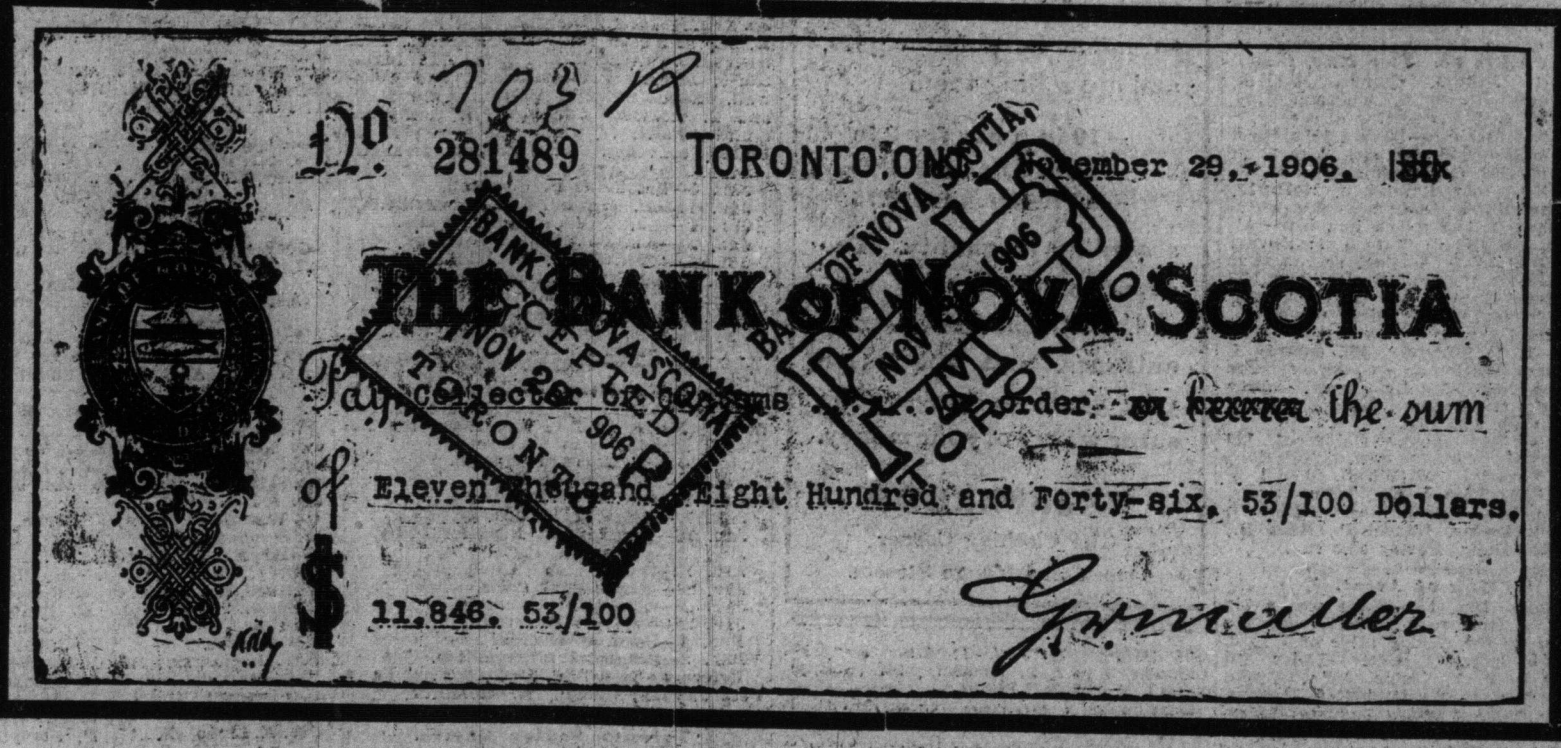 703 R
No. 281489 TORONTO, ONT. November 29, 1906.
THE BANK OF NOVA SCOTIA
Pay Collector of Customs ........ or order the sum
of Eleven Thousand Eight Hundred and Forty-six, 53/100 Dollars.
$ 11,846. 53/100
BANK OF NOVA SCOTIA
ACCEPTED
NOV 29 1906
TORONTO
BANK OF NOVA SCOTIA,
PAID
NOV 1906
TORONTO